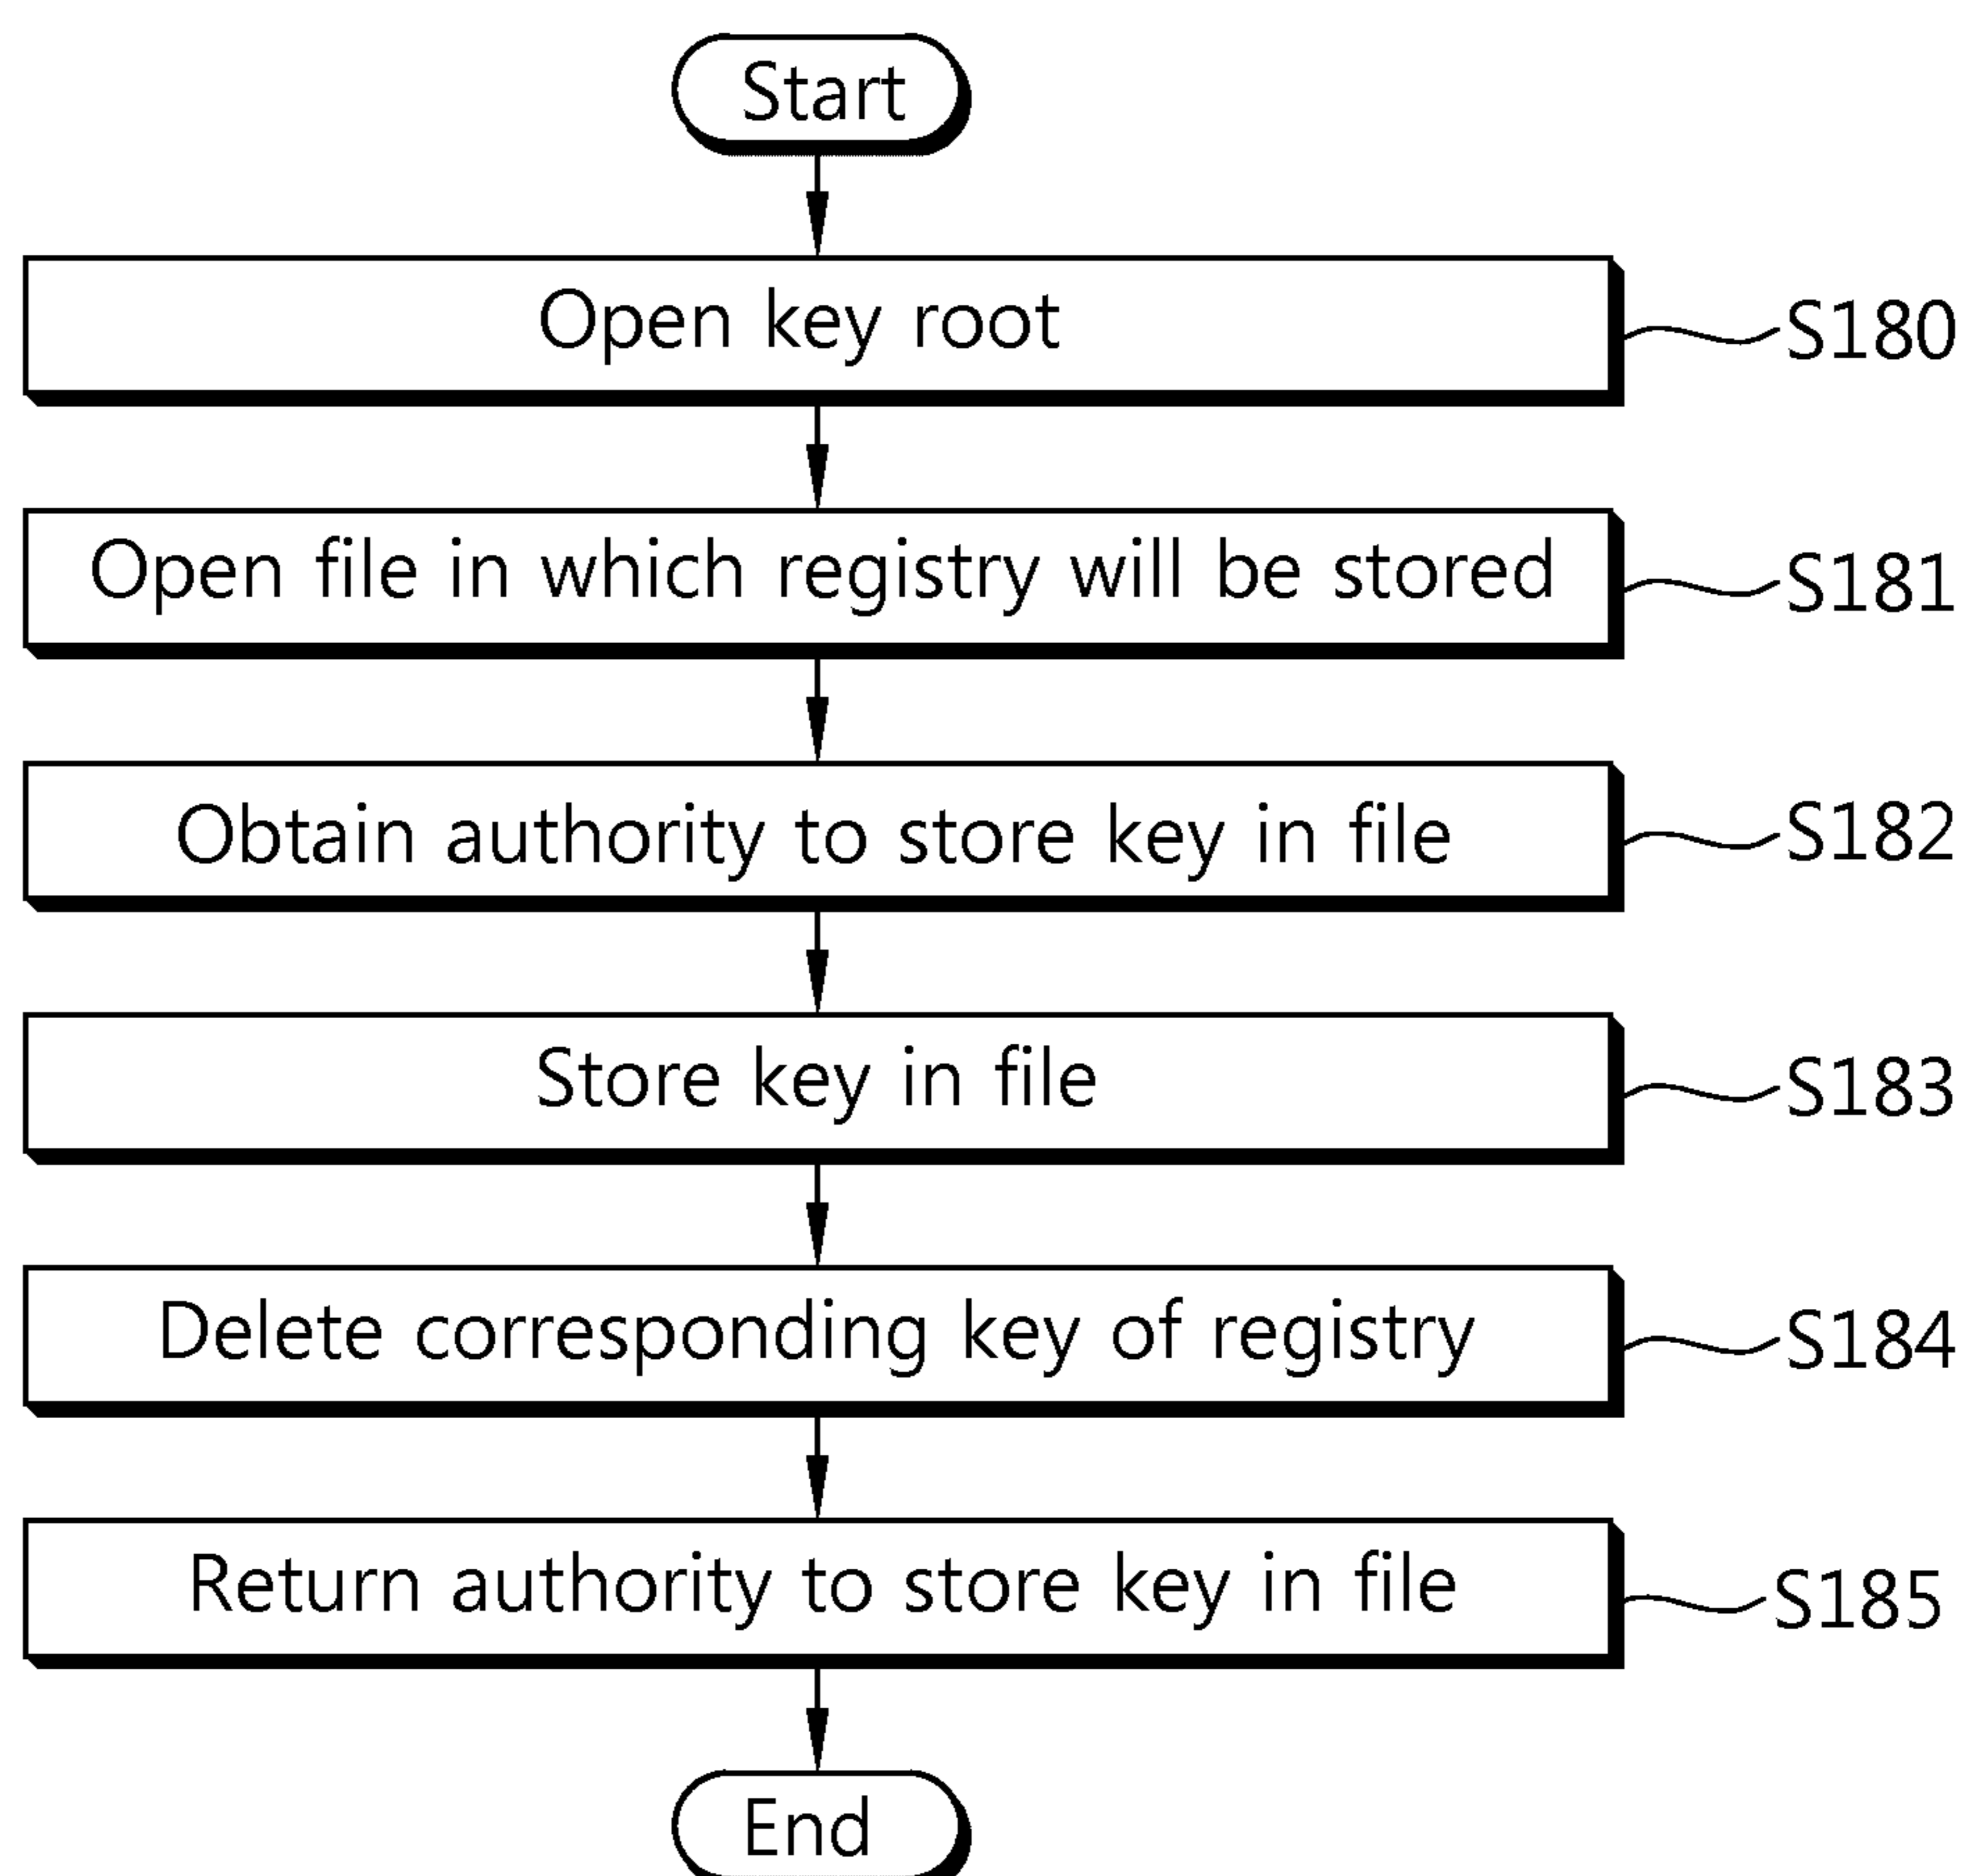 Start
Open key root
S180
Open file in which registry will be stored
S181
Obtain authority to store key in file
S182
Store key in file
S183
Delete corresponding key of registry
S184
Return authority to store key in file
S185
End